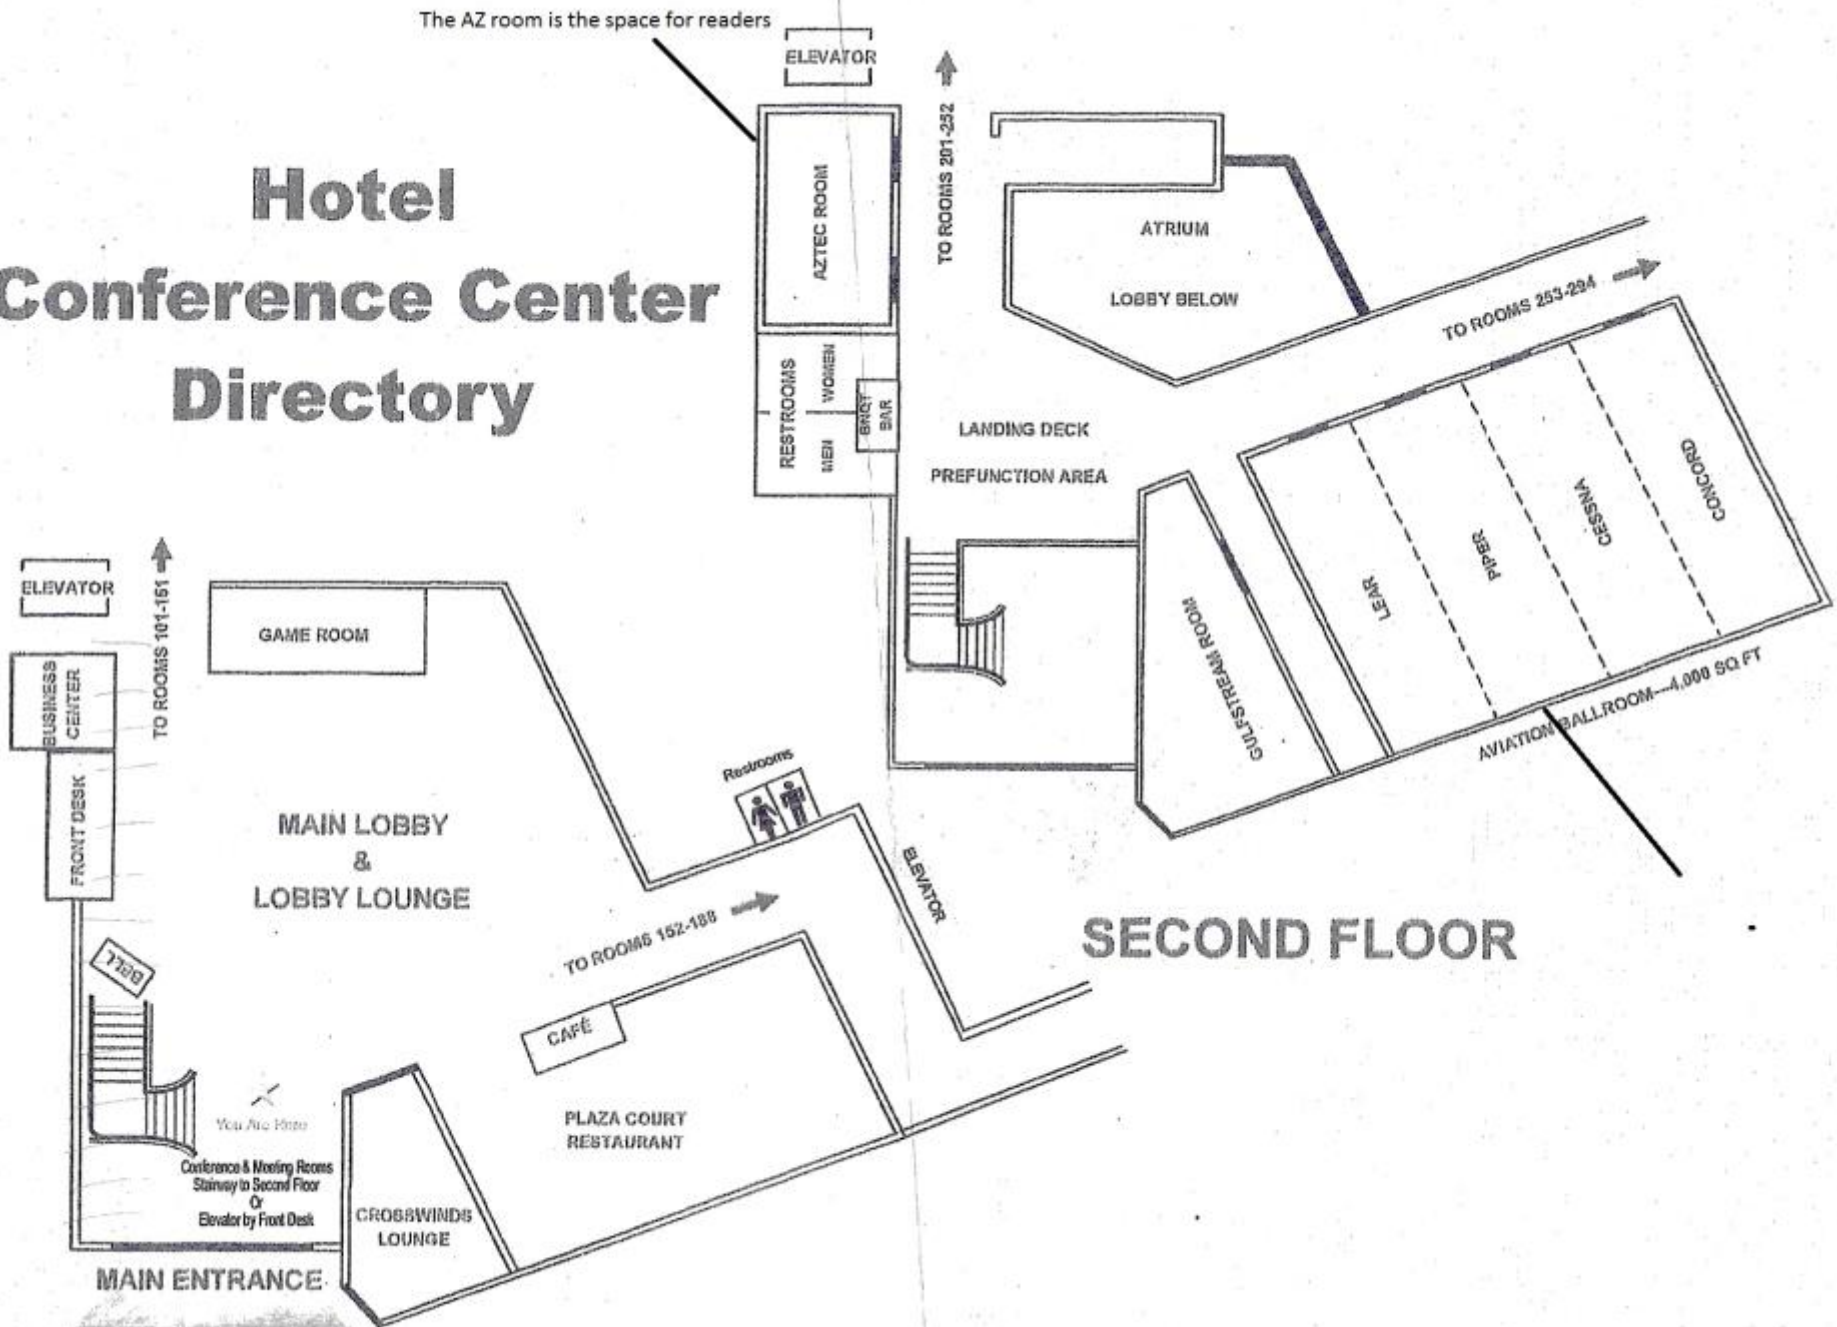 The AZ room is the space for readers
Hotel
Conference Center
Directory
ELEVATOR
AZTEC ROOM
TO ROOMS 201-252
ATRIUM
LOBBY BELOW
TO ROOMS 253-294
RESTROOMS
WOMEN
MEN
BNQT
BAR
LANDING DECK
PREFUNCTION AREA
GULFSTREAM ROOM
LEAR
PIPER
CESSNA
CONCORD
AVIATION BALLROOM---4,000 SQ FT
SECOND FLOOR
ELEVATOR
TO ROOMS 101-151
GAME ROOM
BUSINESS
CENTER
FRONT DESK
MAIN LOBBY
&
LOBBY LOUNGE
Restrooms
ELEVATOR
TO ROOMS 152-188
BELL
CAFÉ
You Are Here
PLAZA COURT
RESTAURANT
Conference & Meeting Rooms
Stairway to Second Floor
Or
Elevator by Front Desk
CROSSWINDS
LOUNGE
MAIN ENTRANCE